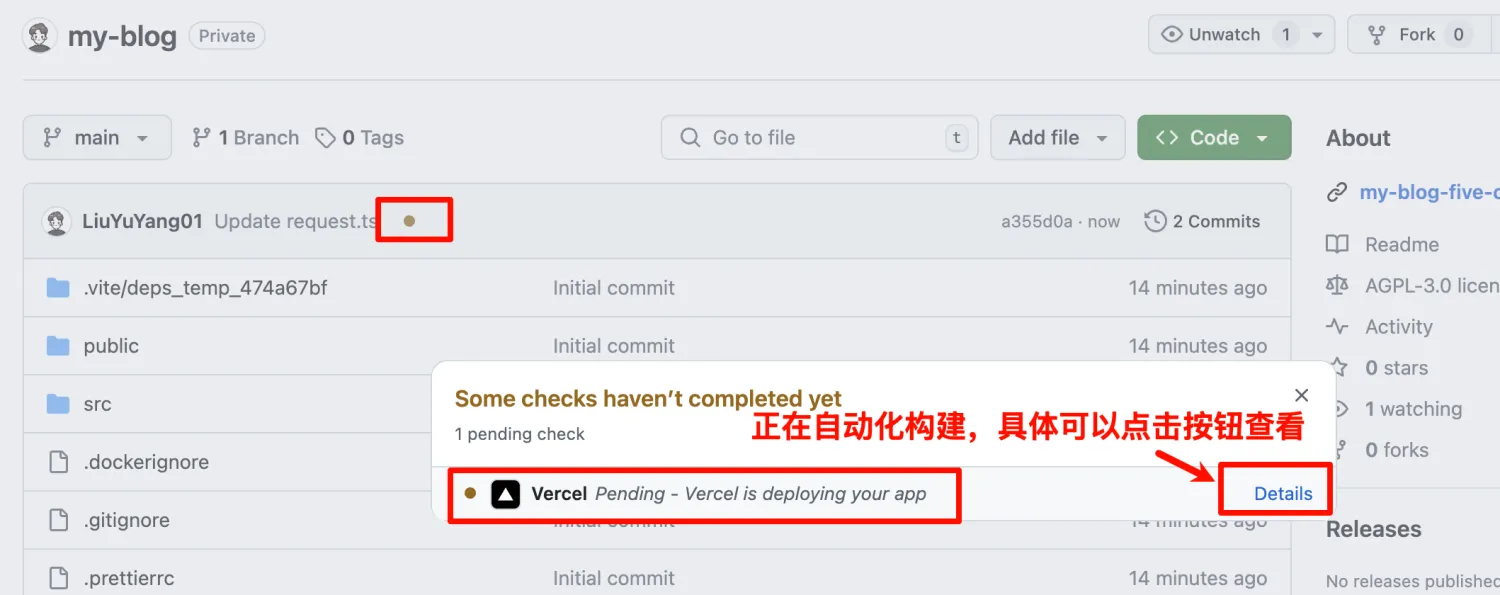 my-blog Private Unwatch 1 Fork 0
main 1 Branch 0 Tags Go to file t Add file Code About
my-blog-five-
LiuYuYang01 Update request.ts a355d0a · now 2 Commits
Readme
.vite/deps_temp_474a67bf Initial commit 14 minutes ago
AGPL-3.0 licen
Activity
public Initial commit 14 minutes ago
0 stars
Some checks haven’t completed yet
src
1 watching
正在自动化构建，具体可以点击按钮查看
1 pending check
0 forks
.dockerignore
Vercel Pending - Vercel is deploying your app Details
.gitignore Initial commit 14 minutes ago
Releases
.prettierrc Initial commit 14 minutes ago
No releases published